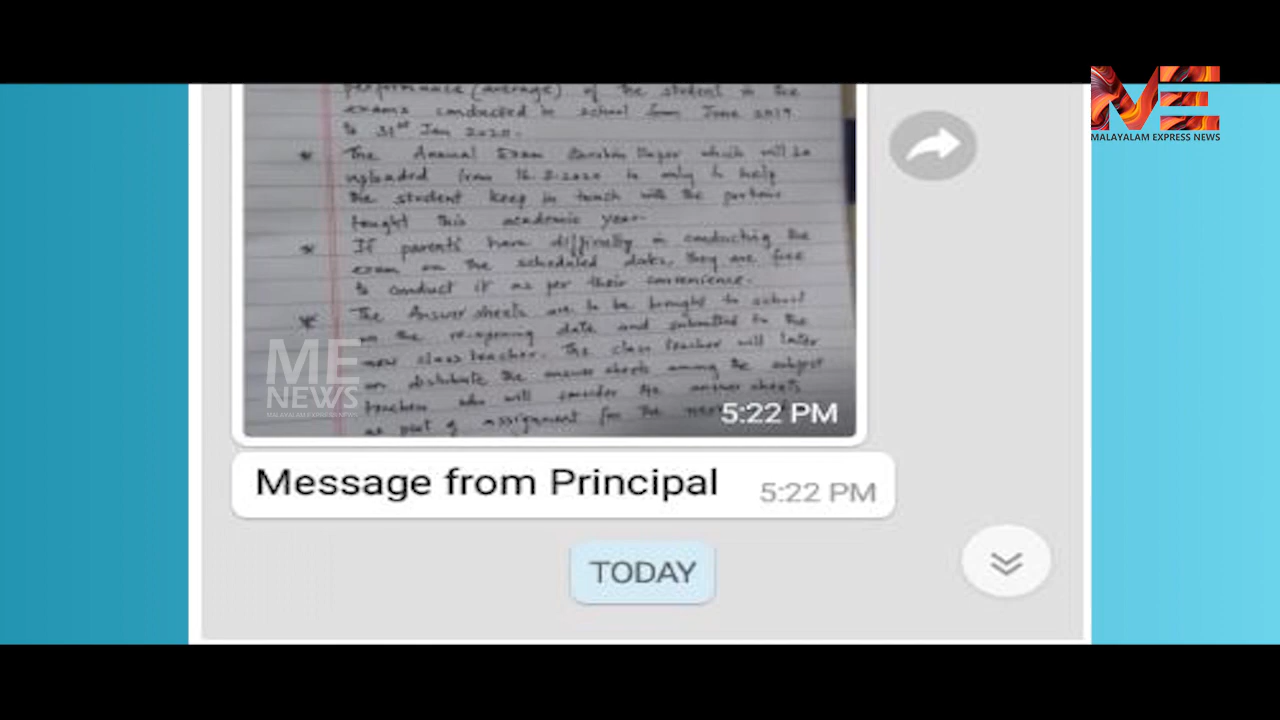 performance (average) of the student in the
exams conducted in school from June 2019
to 31st Jan 2020.
* The Annual Exam Question Paper which will be
uploaded from 16-3-2020 is only to help
the student keep in touch with the portions
taught this academic year.
* If parents have difficulty in conducting the
exam on the scheduled dates, they are free
to conduct it as per their convenience.
* The Answer sheets are to be brought to school
on the re-opening date and submitted to the
new class teacher. The class teacher will later
on distribute the answer sheets among the subject
teachers who will consider the answer sheets
as part of assignment for the
5:22 PM
Message from Principal 5:22 PM
TODAY
ME
NEWS
MALAYALAM EXPRESS NEWS
ME
MALAYALAM EXPRESS NEWS